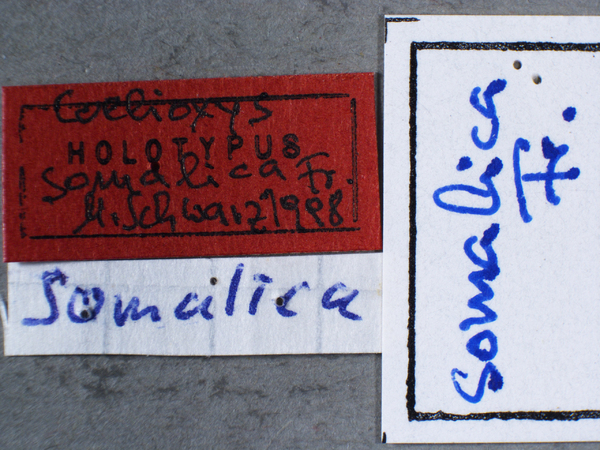 Coelioxys
HOLOTYPUS
somalica Fr.
M. Schwarz 1998
Somalica
somalica
Fr.